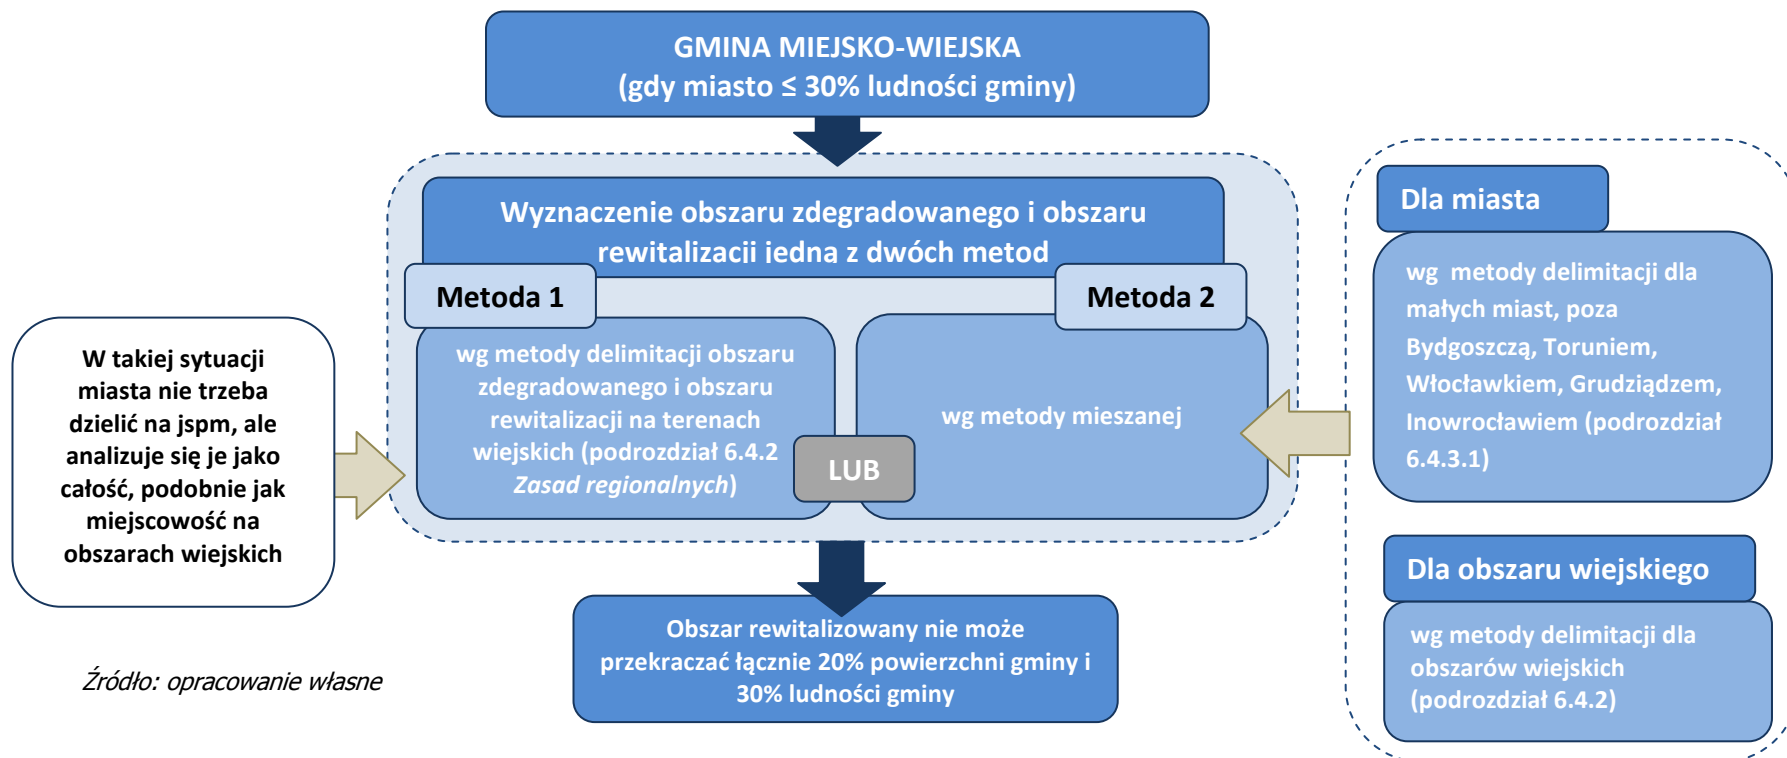 GMINA MIEJSKO-WIEJSKA
(gdy miasto ≤ 30% ludności gminy)
Wyznaczenie obszaru zdegradowanego i obszaru
rewitalizacji jedną z dwóch metod
Metoda 1
Metoda 2
W takiej sytuacji
miasta nie trzeba
dzielić na jspm, ale
analizuje się je jako
całość, podobnie jak
miejscowość na
obszarach wiejskich
wg metody delimitacji obszaru
zdegradowanego i obszaru
rewitalizacji na terenach
wiejskich (podrozdział 6.4.2
Zasad regionalnych)
LUB
wg metody mieszanej
Dla miasta
wg metody delimitacji dla
małych miast, poza
Bydgoszczą, Toruniem,
Włocławkiem, Grudziądzem,
Inowrocławiem (podrozdział
6.4.3.1)
Dla obszaru wiejskiego
wg metody delimitacji dla
obszarów wiejskich
(podrozdział 6.4.2)
Obszar rewitalizowany nie może
przekraczać łącznie 20% powierzchni gminy i
30% ludności gminy
Źródło: opracowanie własne